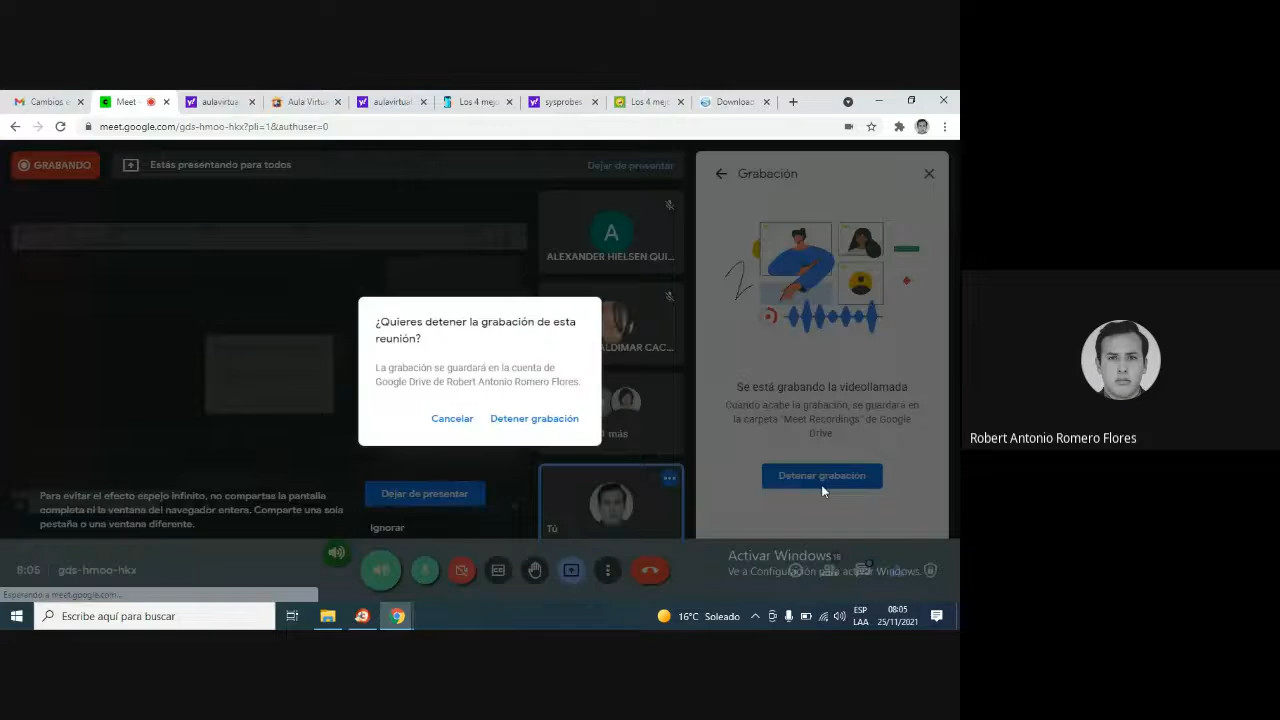 Cambios e
Meet -
aulavirtua
Aula Virtu
aulavirtual
Los 4 mejo
sysprobes
Los 4 mejo
Download
meet.google.com/gds-hmoo-hkx?pli=1&authuser=0
GRABANDO
Estás presentando para todos
Dejar de presentar
Grabación
A
ALEXANDER HIELSEN QUI...
ALDIMAR CAC...
más
Tú
2
¿Quieres detener la grabación de esta
reunión?
La grabación se guardará en la cuenta de
Google Drive de Robert Antonio Romero Flores.
Cancelar
Detener grabación
Se está grabando la videollamada
Cuando acabe la grabación, se guardará en
la carpeta "Meet Recordings" de Google
Drive
Detener grabación
Para evitar el efecto espejo infinito, no compartas la pantalla
completa ni la ventana del navegador entera. Comparte una sola
pestaña o una ventana diferente.
Dejar de presentar
Ignorar
8:05
gds-hmoo-hkx
Activar Windows
Ve a Configuración para activar Windows.
Esperando a meet.google.com...
Escribe aquí para buscar
16°C Soleado
ESP
LAA
08:05
25/11/2021
Robert Antonio Romero Flores